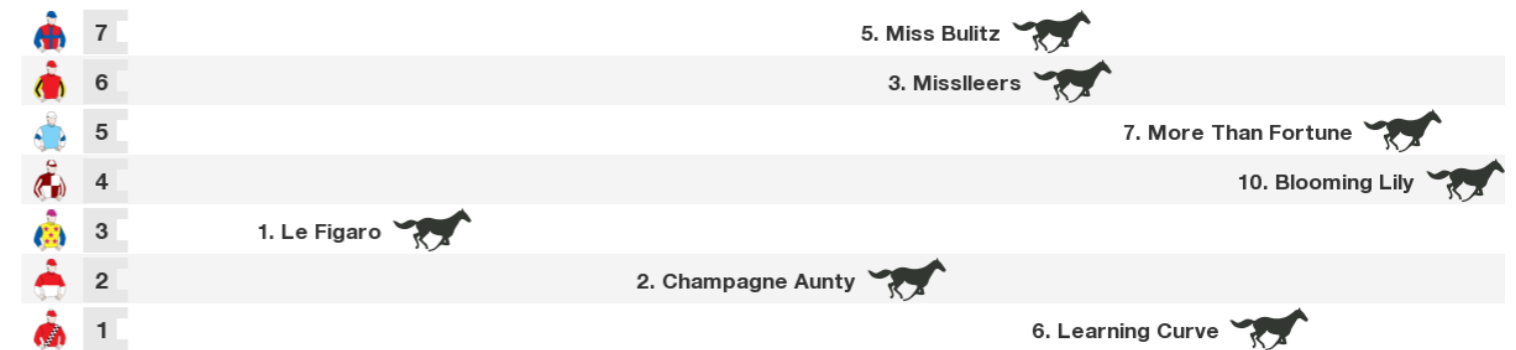 7 5. Miss Bulitz
6 3. Misslleers
5 7. More Than Fortune
4 10. Blooming Lily
3 1. Le Figaro
2 2. Champagne Aunty
1 6. Learning Curve